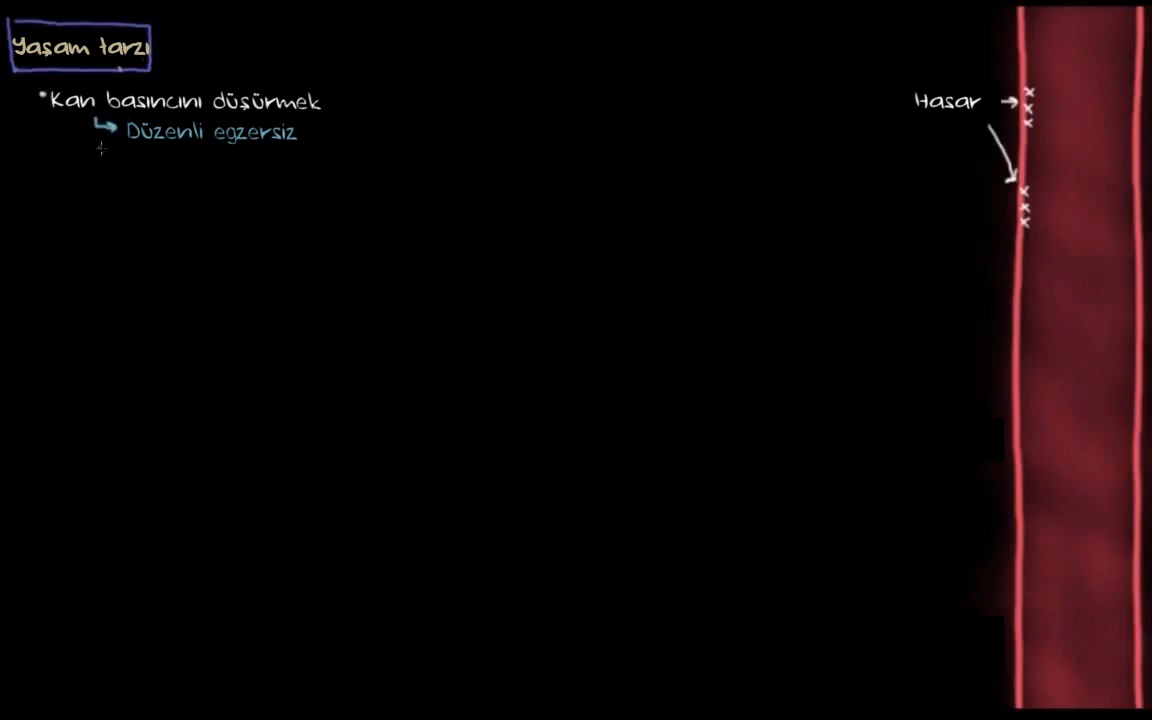 Yaşam tarzı
*Kan basıncını düşürmek
Düzenli egzersiz
Hasar